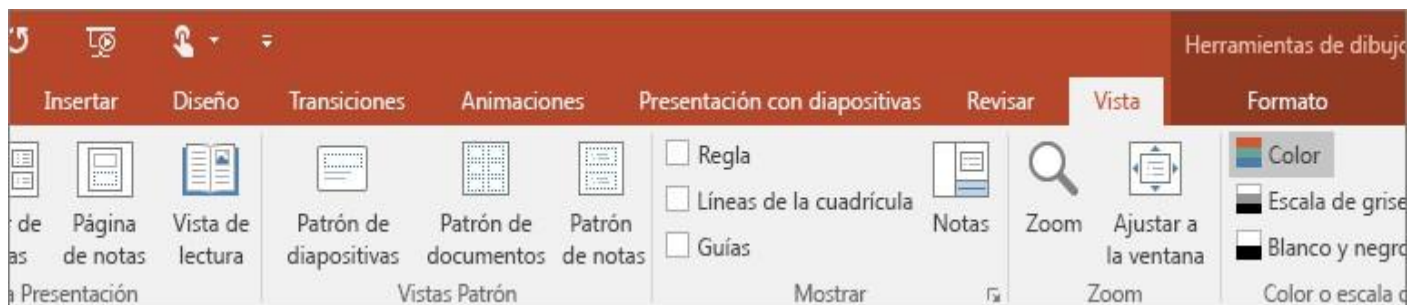 Herramientas de dibujo
Insertar Diseño Transiciones Animaciones Presentación con diapositivas Revisar Vista Formato
Regla Color
Líneas de la cuadrícula Escala de grise
de Página Vista de Patrón de Patrón de Patrón Notas Zoom Ajustar a
Guías Blanco y negro
as de notas lectura diapositivas documentos de notas la ventana
a Presentación Vistas Patrón Mostrar Zoom Color o escala